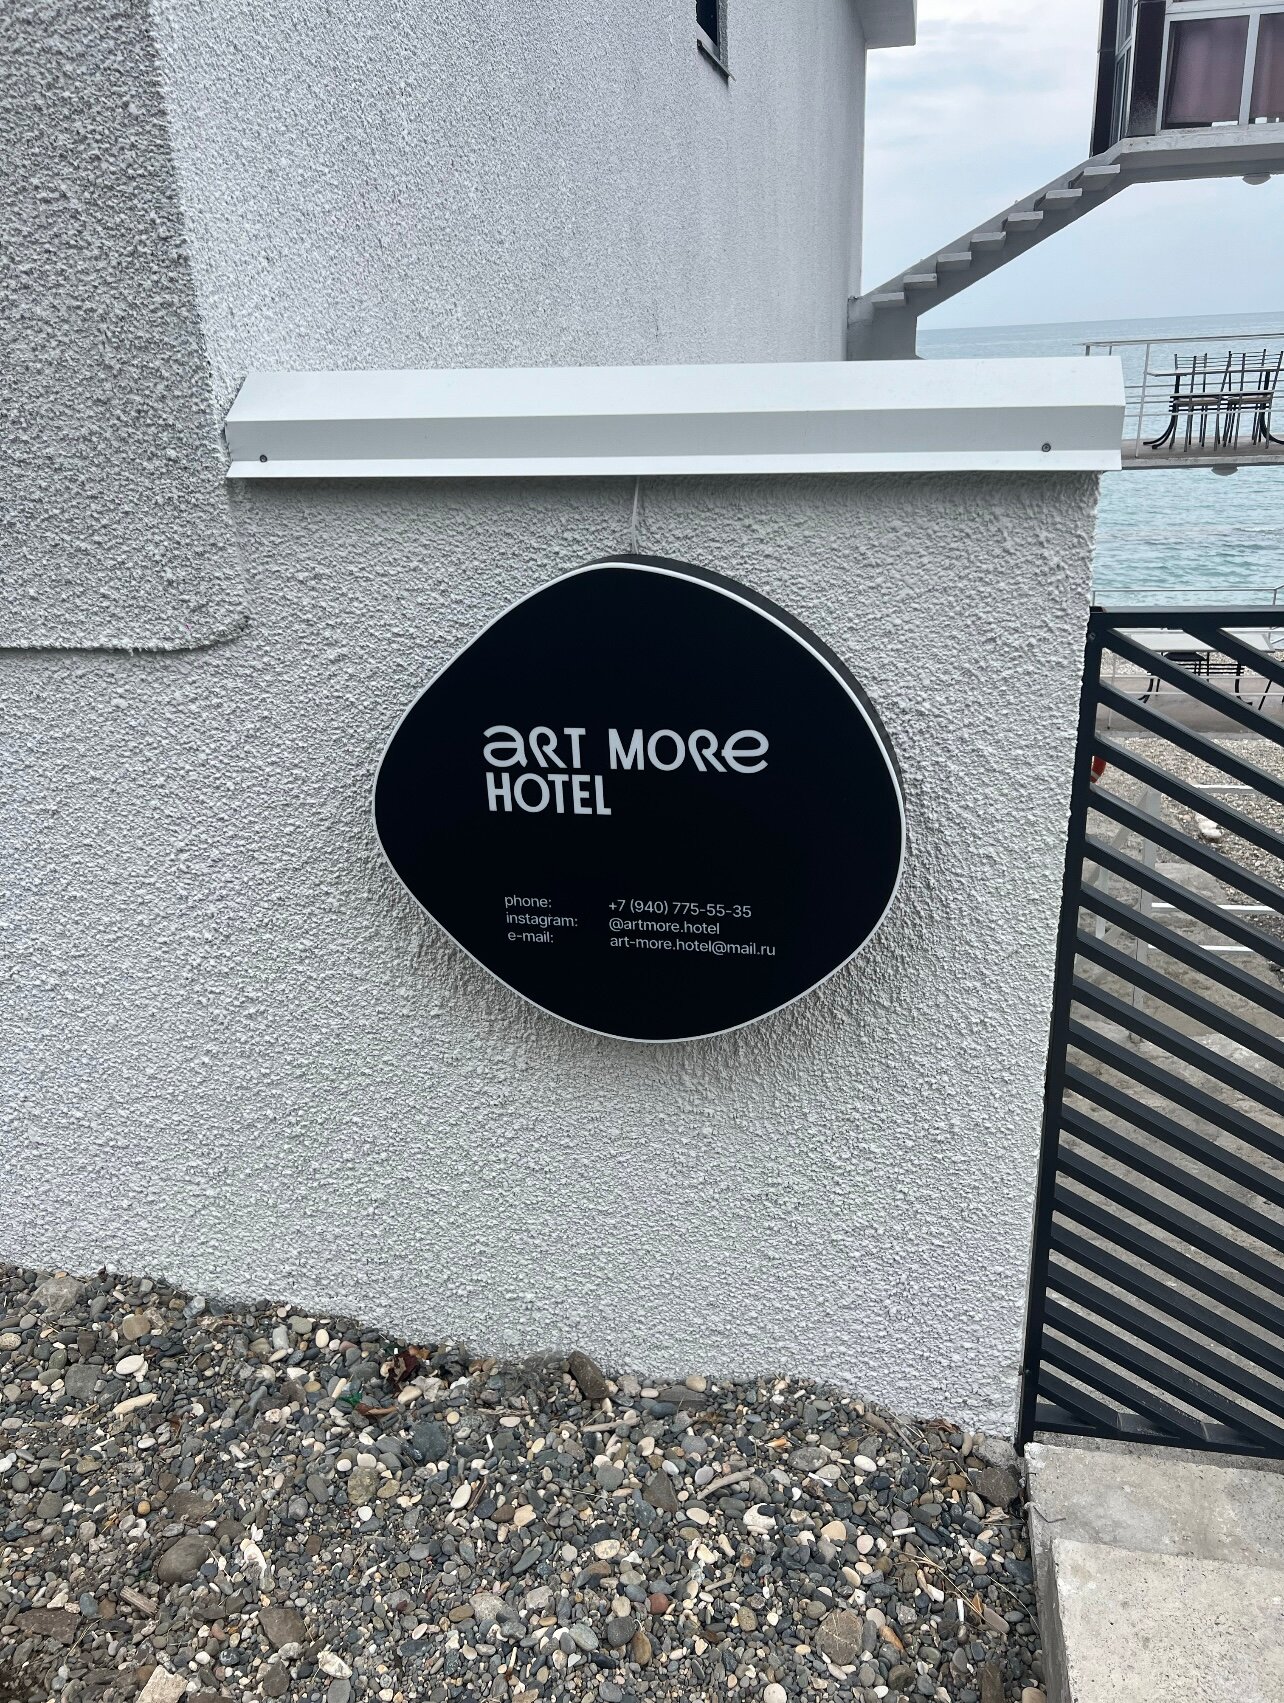 ART MORE
HOTEL
phone: +7 (940) 775-55-35
instagram: @artmore.hotel
e-mail: art-more.hotel@mail.ru